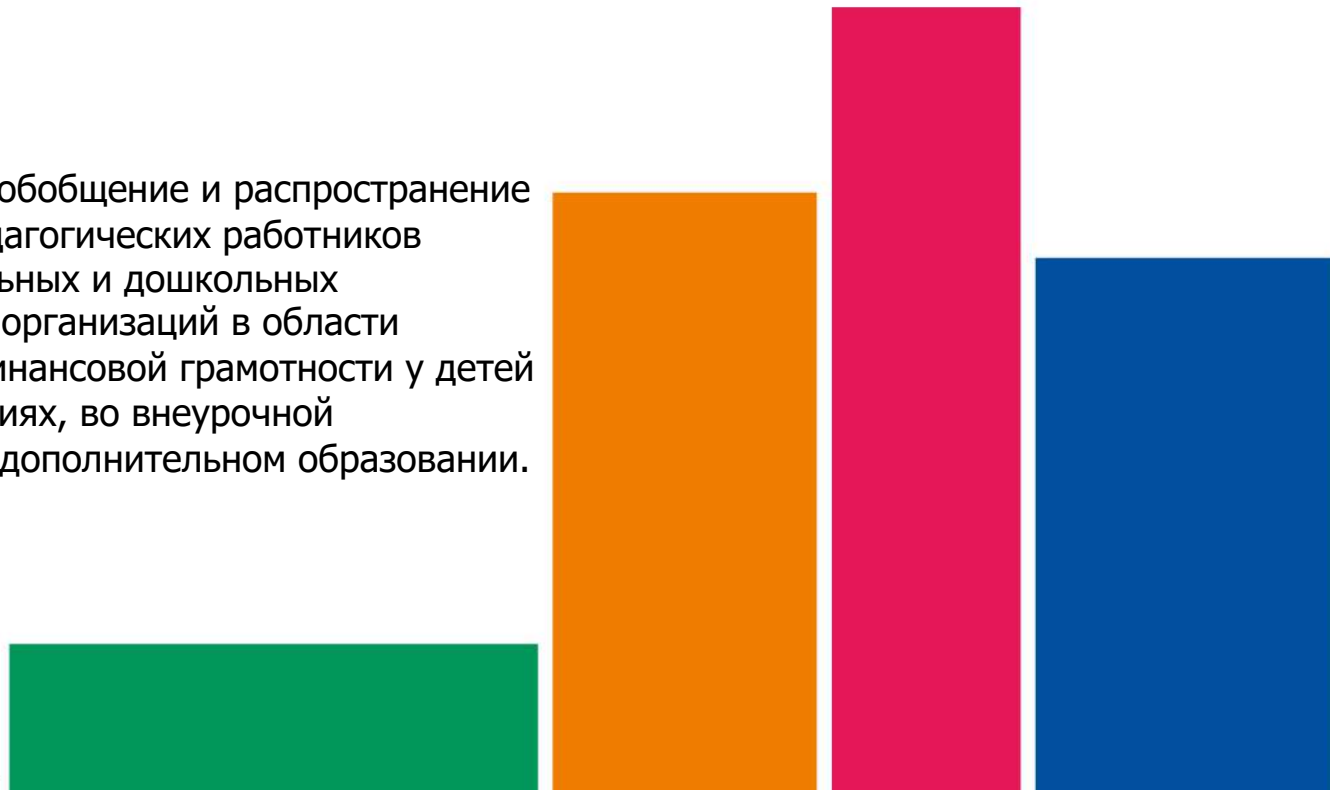 обобщение и распространение
дагогических работников
ьных и дошкольных
организаций в области
инансовой грамотности у детей
иях, во внеурочной
дополнительном образовании.